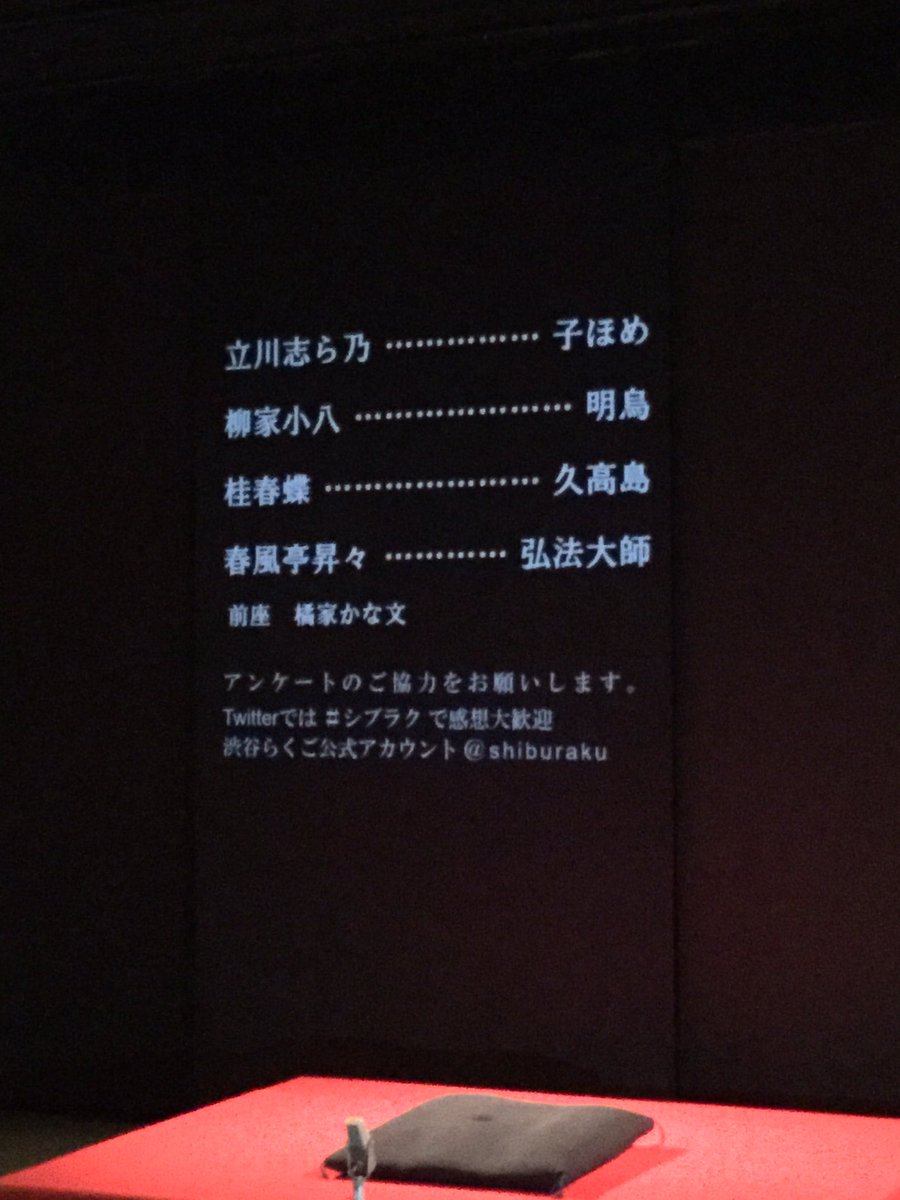 立川志ら乃 …………… 子ほめ
柳家小八 ………………… 明烏
桂春蝶 ………………… 久高島
春風亭昇々 ………… 弘法大師
前座　橘家かな文
アンケートのご協力をお願いします。
Twitterでは #シブラク で感想大歓迎
渋谷らくご公式アカウント @shiburaku